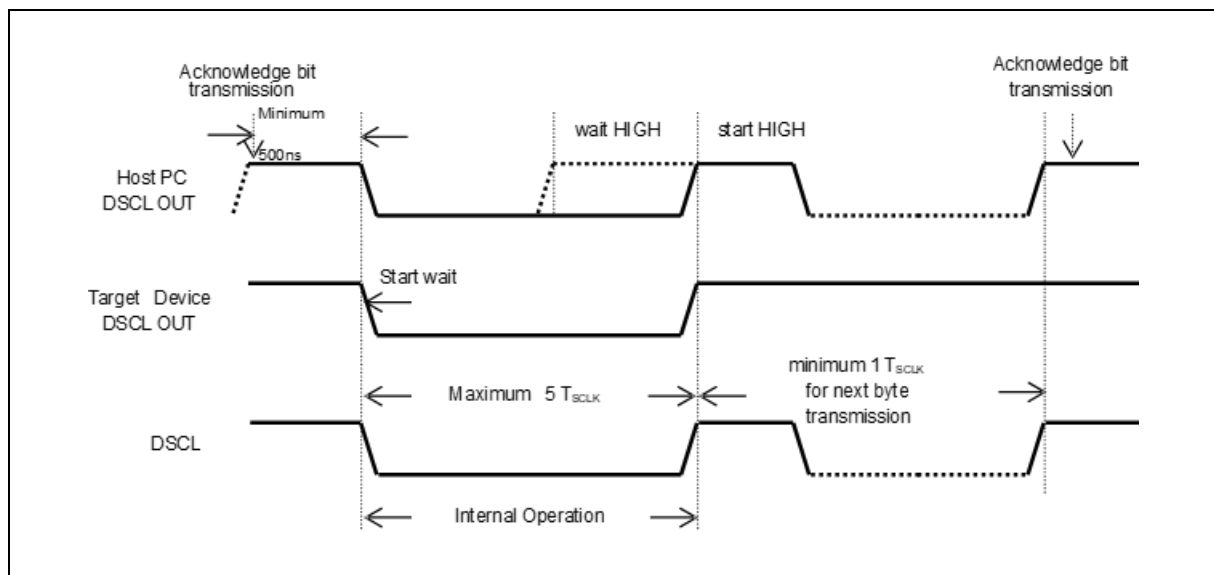 Acknowledge bit
transmission
Minimum
500ns
Acknowledge bit
transmission
wait HIGH
start HIGH
Host PC
DSCL OUT
Start wait
Target Device
DSCL OUT
Maximum 5 TSCLK
minimum 1 TSCLK
for next byte
transmission
DSCL
Internal Operation